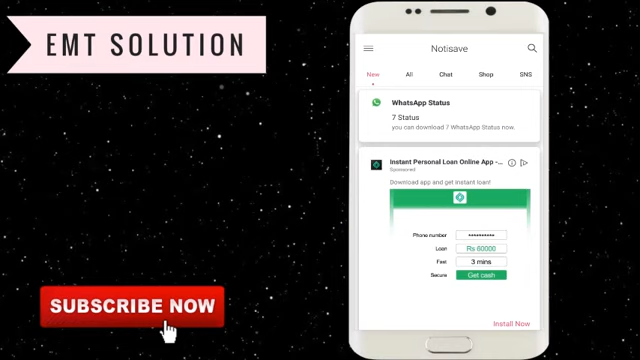 EMT SOLUTION
Notisave
New All Chat Shop SNS
WhatsApp Status
7 Status
you can download 7 WhatsApp Status now.
Instant Personal Loan Online App -...
Sponsored
Download app and get instant loan!
Phone number **********
Loan Rs 60000
Fast 3 mins
Secure Get cash
Install Now
SUBSCRIBE NOW